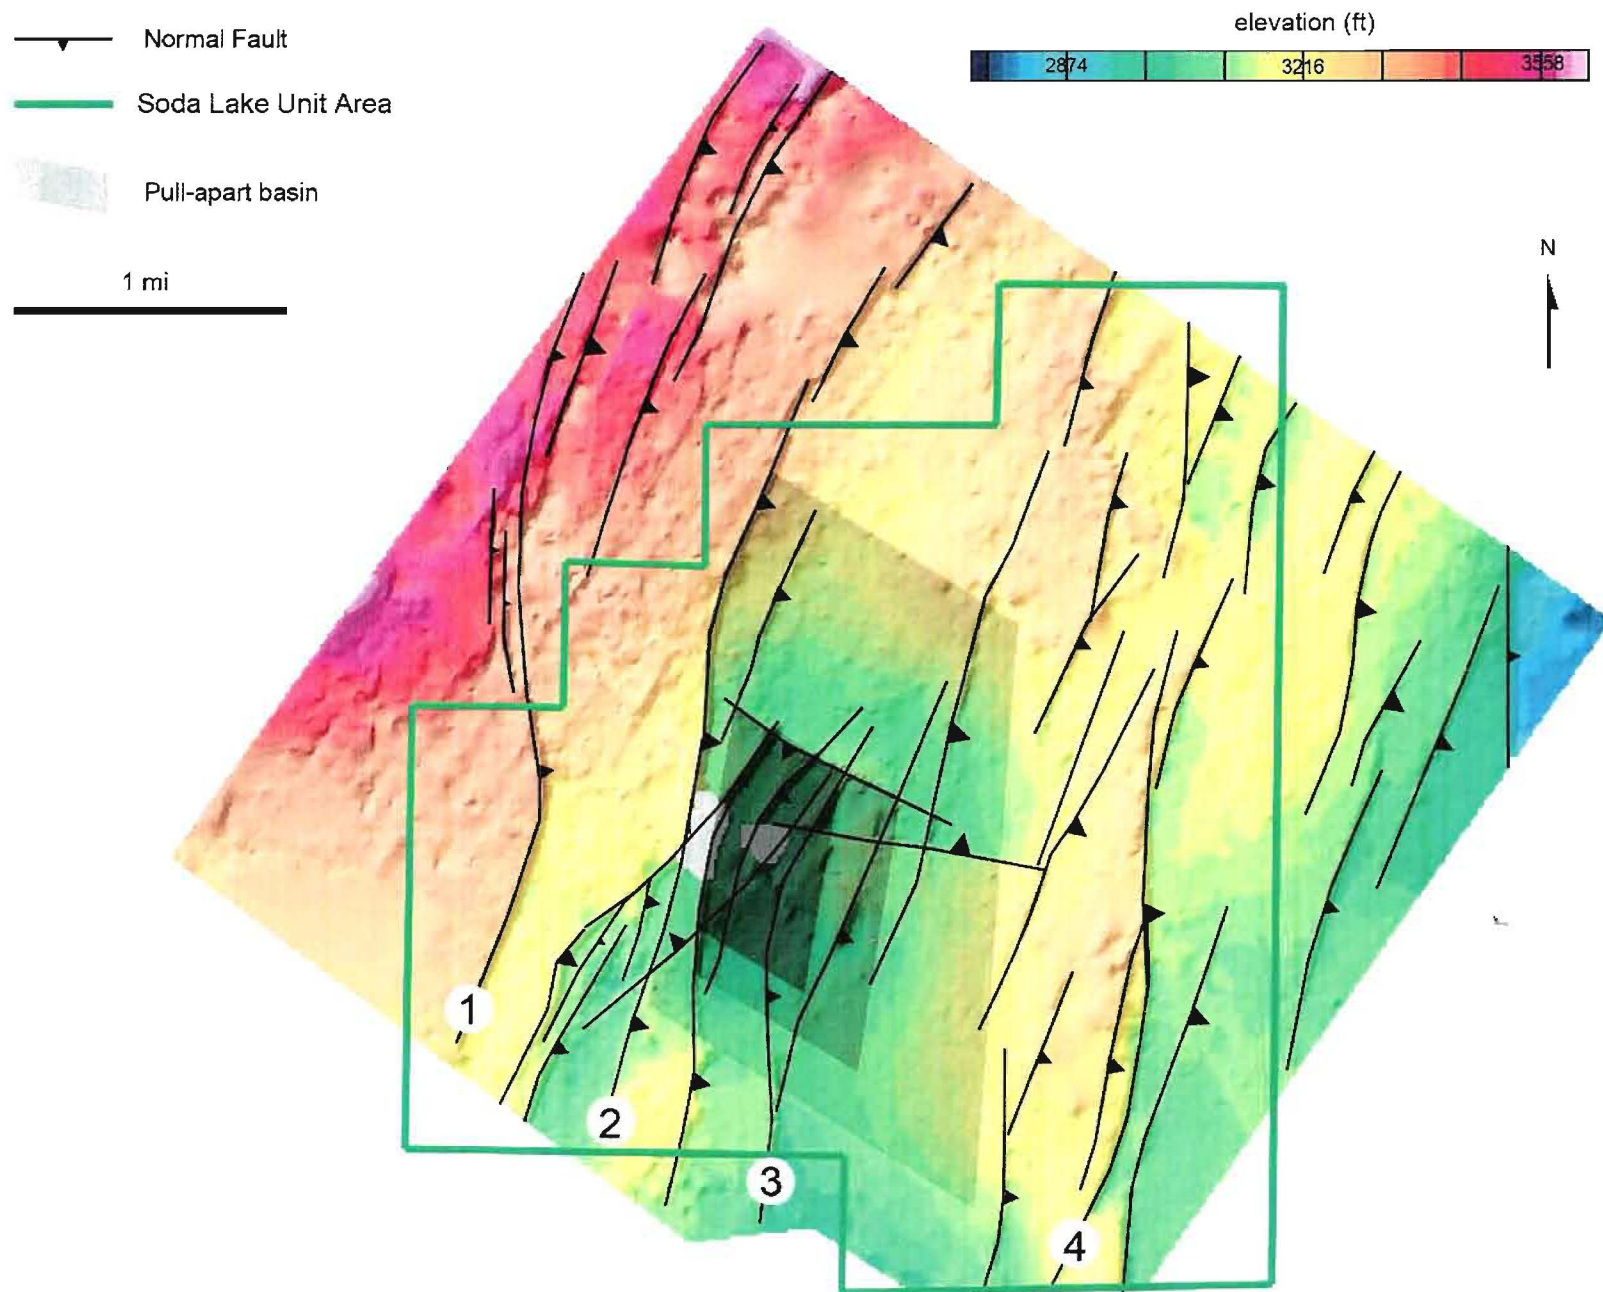 Normal Fault
Soda Lake Unit Area
Pull-apart basin
1 mi
elevation (ft)
2874 3216 3558
N
1
2
3
4